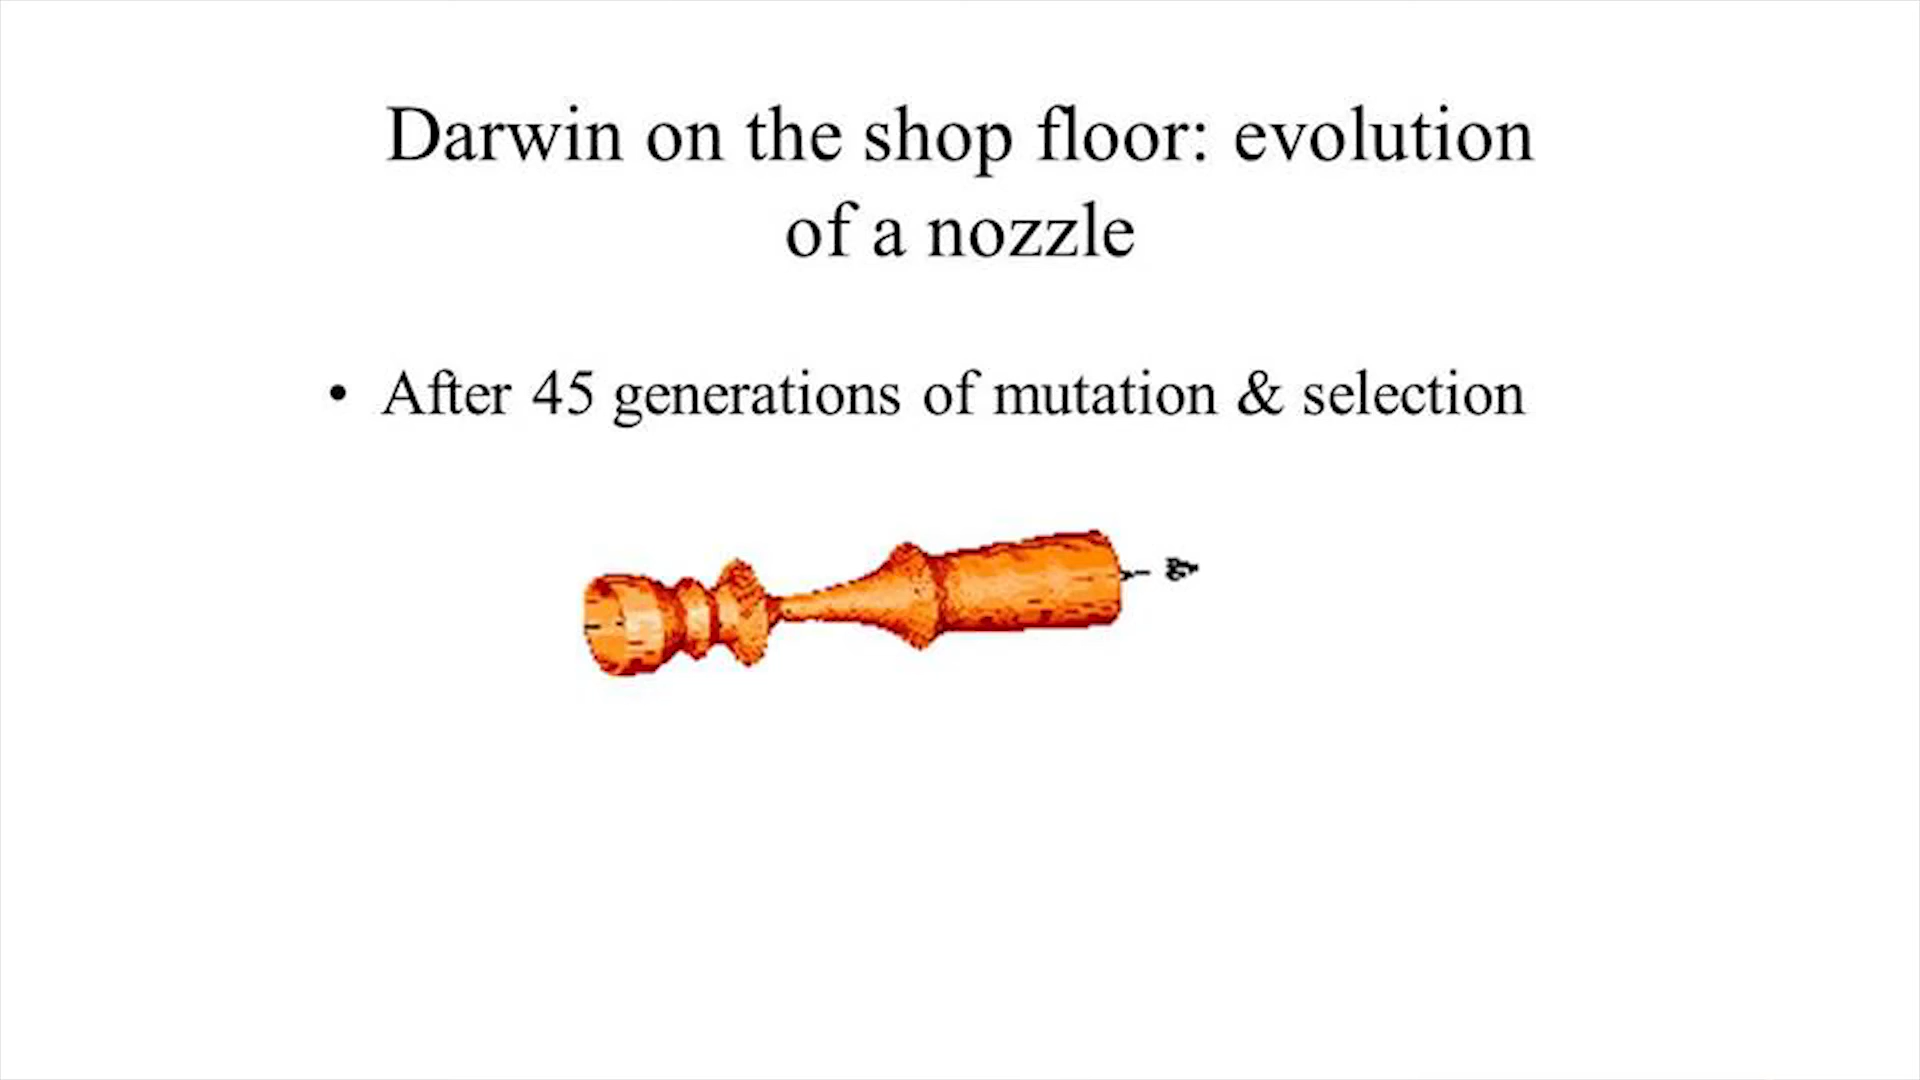 Darwin on the shop floor: evolution
of a nozzle
• After 45 generations of mutation & selection